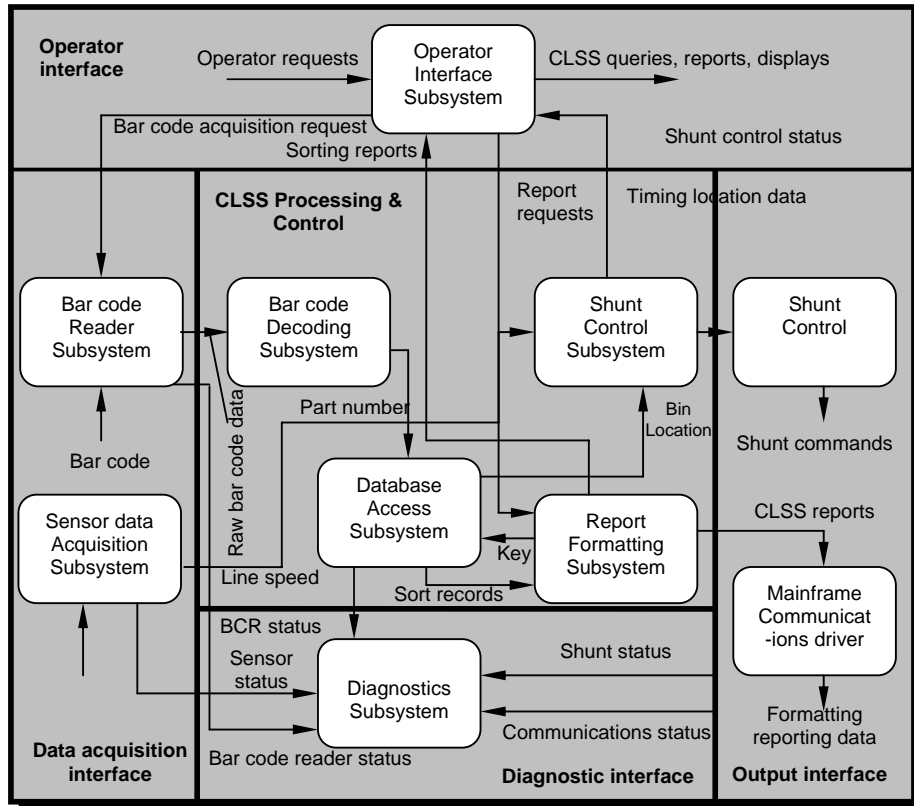 Operator
interface
Operator requests
Operator
Interface
Subsystem
CLSS queries, reports, displays
Bar code acquisition request
Sorting reports
Shunt control status
CLSS Processing &
Control
Report
requests
Timing location data
Bar code
Reader
Subsystem
Bar code
Decoding
Subsystem
Shunt
Control
Subsystem
Shunt
Control
Part number
Bin
Location
Raw bar code data
Bar code
Shunt commands
Sensor data
Acquisition
Subsystem
Database
Access
Subsystem
Report
Formatting
Subsystem
CLSS reports
Key
Line speed
Sort records
Mainframe
Communicat
-ions driver
BCR status
Sensor
status
Diagnostics
Subsystem
Shunt status
Communications status
Formatting
reporting data
Bar code reader status
Data acquisition
interface
Diagnostic interface
Output interface